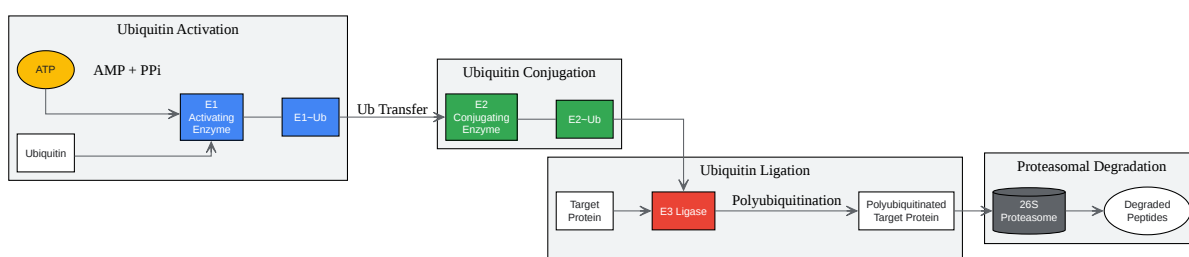 Ubiquitin Activation
ATP
AMP + PPi
E1
Activating
Enzyme
E1~Ub
Ubiquitin
Ub Transfer
Ubiquitin Conjugation
E2
Conjugating
Enzyme
E2~Ub
Ubiquitin Ligation
Target
Protein
E3 Ligase
Polyubiquitination
Polyubiquitinated
Target Protein
Proteasomal Degradation
26S
Proteasome
Degraded
Peptides